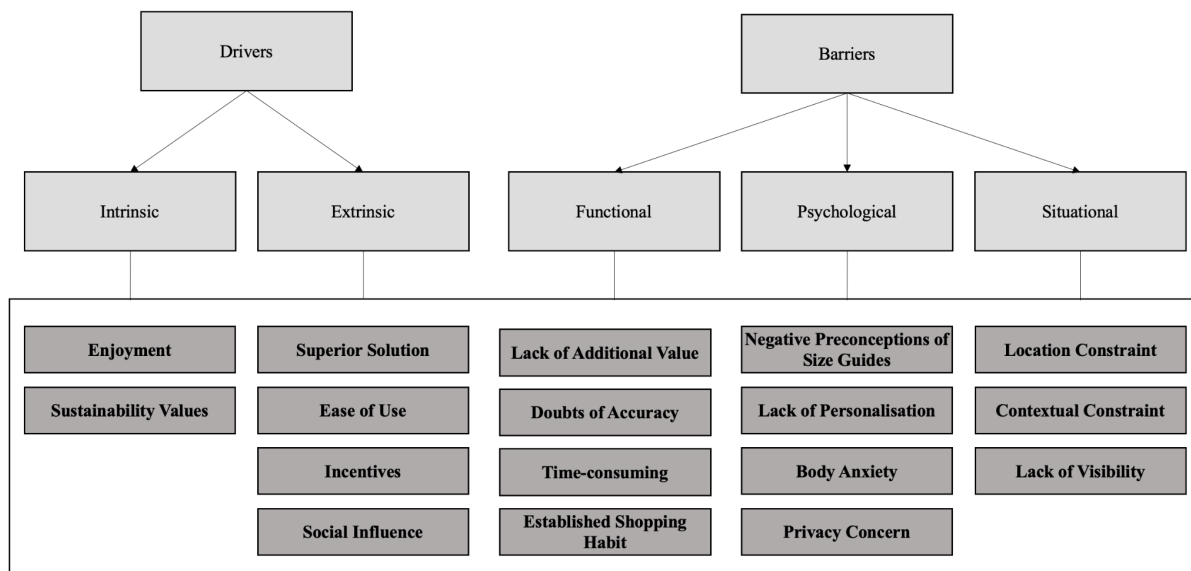 Drivers
Barriers
Intrinsic
Extrinsic
Functional
Psychological
Situational
Enjoyment
Sustainability Values
Superior Solution
Ease of Use
Incentives
Social Influence
Lack of Additional Value
Doubts of Accuracy
Time-consuming
Established Shopping
Habit
Negative Preconceptions of
Size Guides
Lack of Personalisation
Body Anxiety
Privacy Concern
Location Constraint
Contextual Constraint
Lack of Visibility